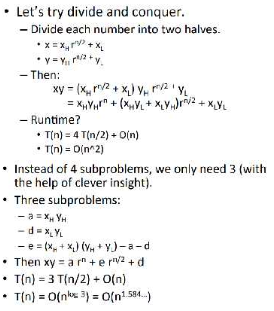 • Let's try divide and conquer.
– Divide each number into two halves.
• x = x_H r^n/2 + x_L
• y = y_H r^n/2 + y_L
– Then:
xy = (x_H r^n/2 + x_L) y_H r^n/2 + y_L
= x_H y_H r^n + (x_H y_L + x_L y_H)r^n/2 + x_L y_L
– Runtime?
• T(n) = 4 T(n/2) + O(n)
• T(n) = O(n^2)
• Instead of 4 subproblems, we only need 3 (with
the help of clever insight).
• Three subproblems:
– a = x_H y_H
– d = x_L y_L
– e = (x_H + x_L) (y_H + y_L) – a – d
• Then xy = a r^n + e r^n/2 + d
• T(n) = 3 T(n/2) + O(n)
• T(n) = O(n^log 3) = O(n^1.584...)